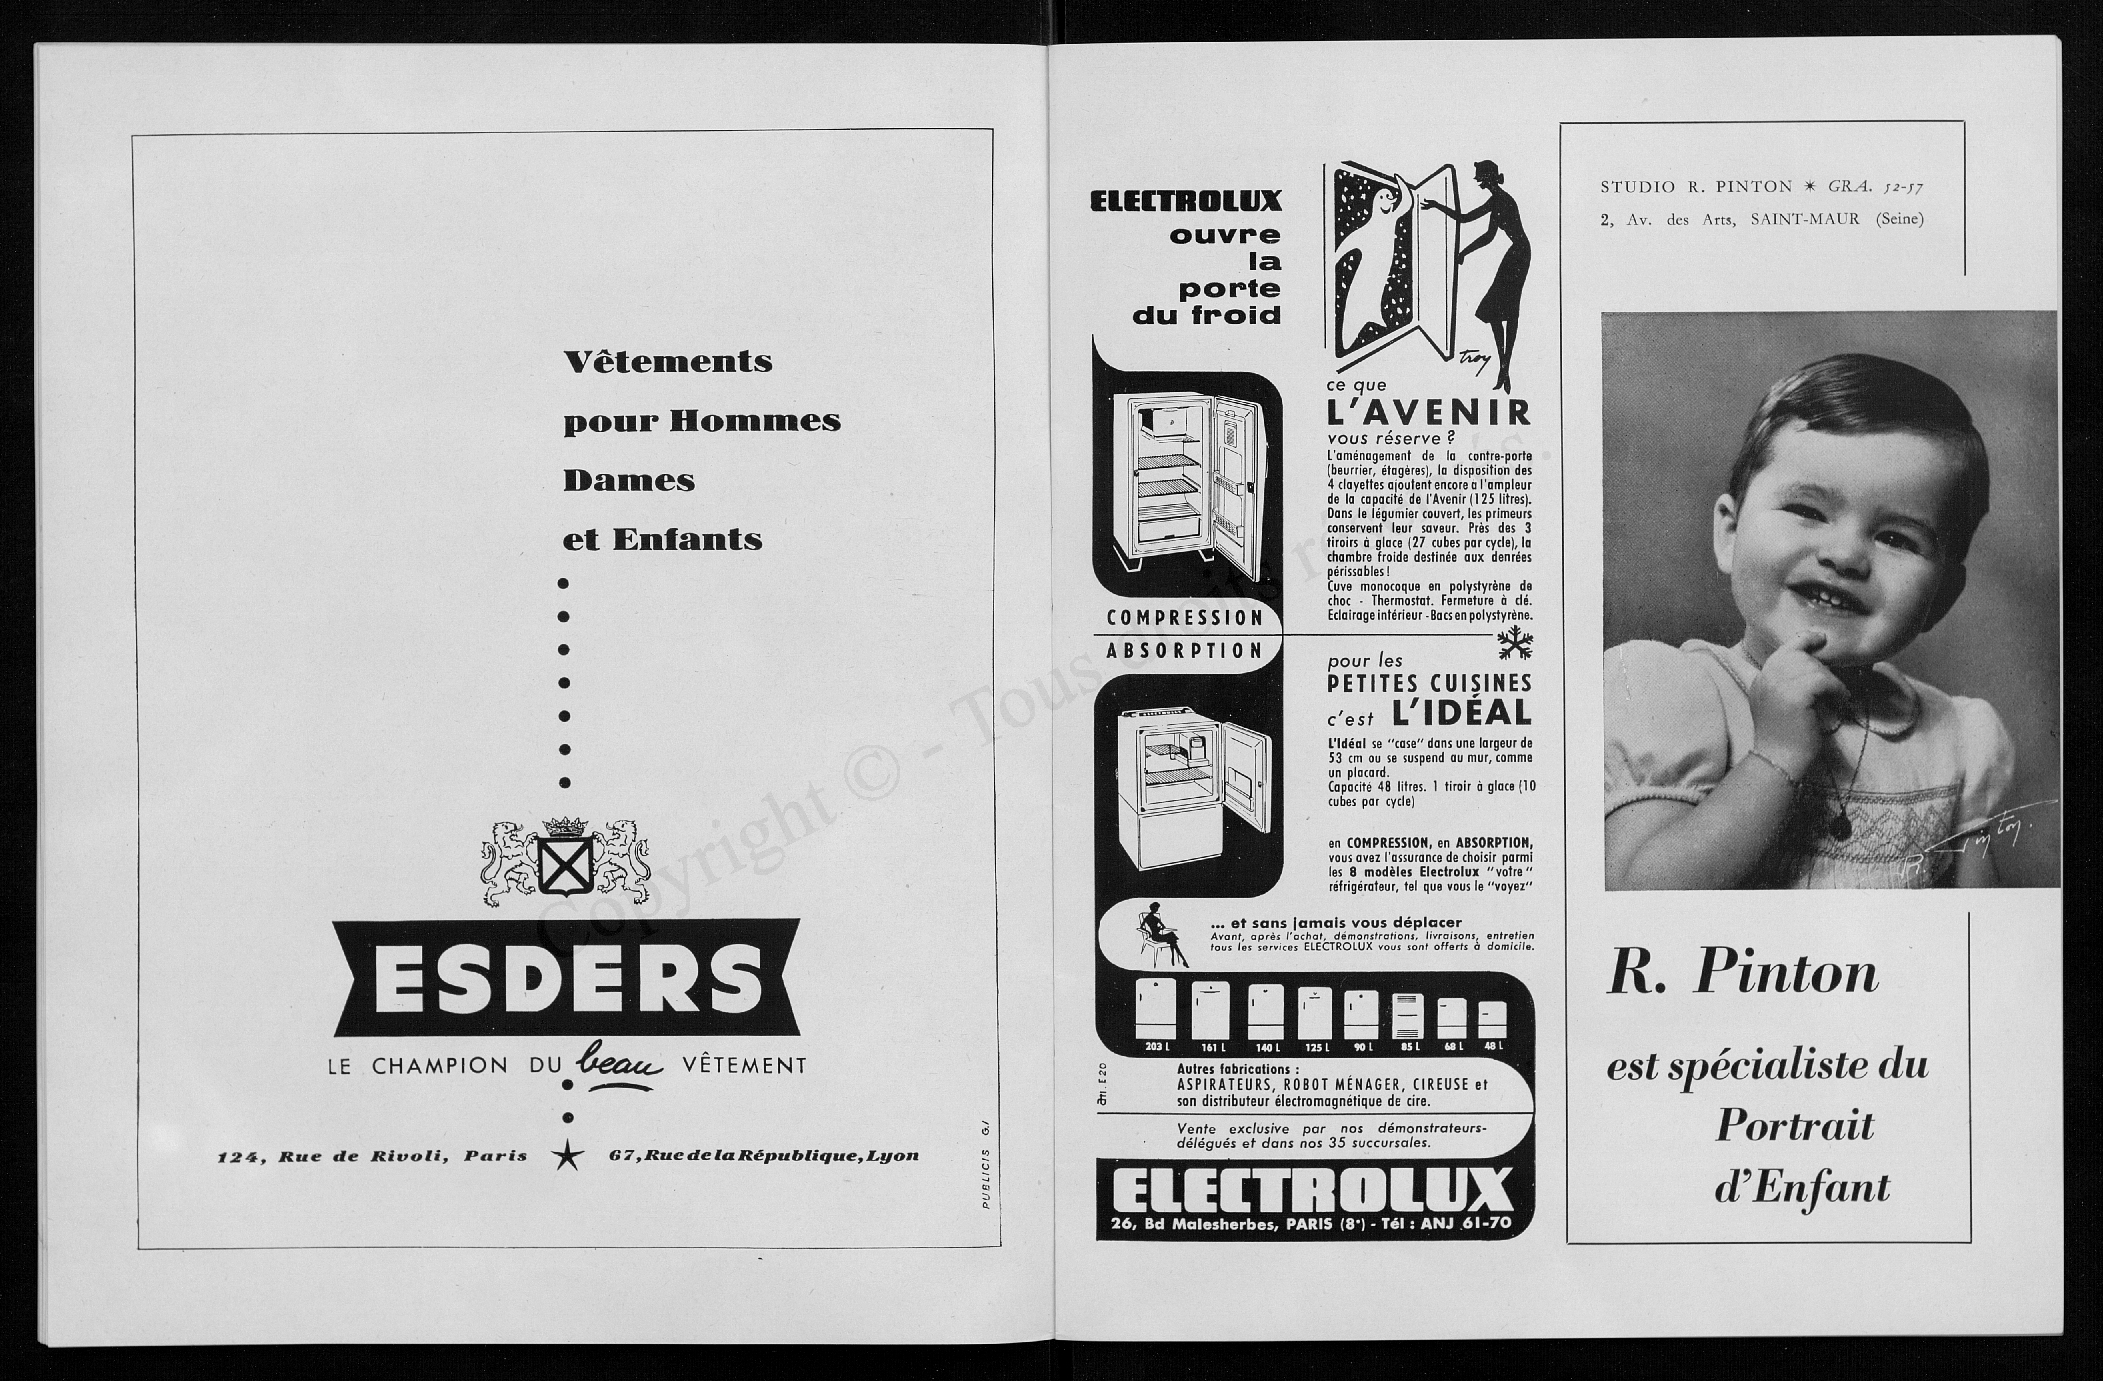 Vêtements
pour Hommes
Dames
et Enfants
ESDERS
LE CHAMPION DU beau VÊTEMENT
124, Rue de Rivoli, Paris
67, Rue de la République, Lyon
PUBLICIS G.I
ELECTROLUX
ouvre
la
porte
du froid
troy
ce que
L'AVENIR
vous réserve ?
L'aménagement de la contre-porte
(beurrier, étagères), la disposition des
4 clayettes ajoutent encore a l'ampleur
de la capacité de l'Avenir (125 litres).
Dans le légumier couvert, les primeurs
conservent leur saveur. Près des 3
tiroirs à glace (27 cubes par cycle), la
chambre froide destinée aux denrées
périssables !
Cuve monocoque en polystyrène de
choc - Thermostat. Fermeture à clé.
Eclairage intérieur - Bacs en polystyrène.
COMPRESSION
ABSORPTION
pour les
PETITES CUISINES
c'est L'IDÉAL
L'Idéal se "case" dans une largeur de
53 cm ou se suspend au mur, comme
un placard.
Capacité 48 litres. 1 tiroir à glace (10
cubes par cycle)
en COMPRESSION, en ABSORPTION,
vous avez l'assurance de choisir parmi
les 8 modèles Electrolux "votre"
réfrigérateur, tel que vous le "voyez"
... et sans jamais vous déplacer
Avant, après l'achat, démonstrations, livraisons, entretien
tous les services ELECTROLUX vous sont offerts à domicile.
203 L 161 L 140 L 125 L 90 L 85 L 68 L 48 L
Autres fabrications :
ASPIRATEURS, ROBOT MÉNAGER, CIREUSE et
son distributeur électromagnétique de cire.
Vente exclusive par nos démonstrateurs-
délégués et dans nos 35 succursales.
ELECTROLUX
26, Bd Malesherbes, PARIS (8e) - Tél : ANJ 61-70
STUDIO R. PINTON ✶ GRA. 52-57
2, Av. des Arts, SAINT-MAUR (Seine)
R. Pinton.
R. Pinton
est spécialiste du
Portrait
d'Enfant
Copyright © - Tous droits réservés.